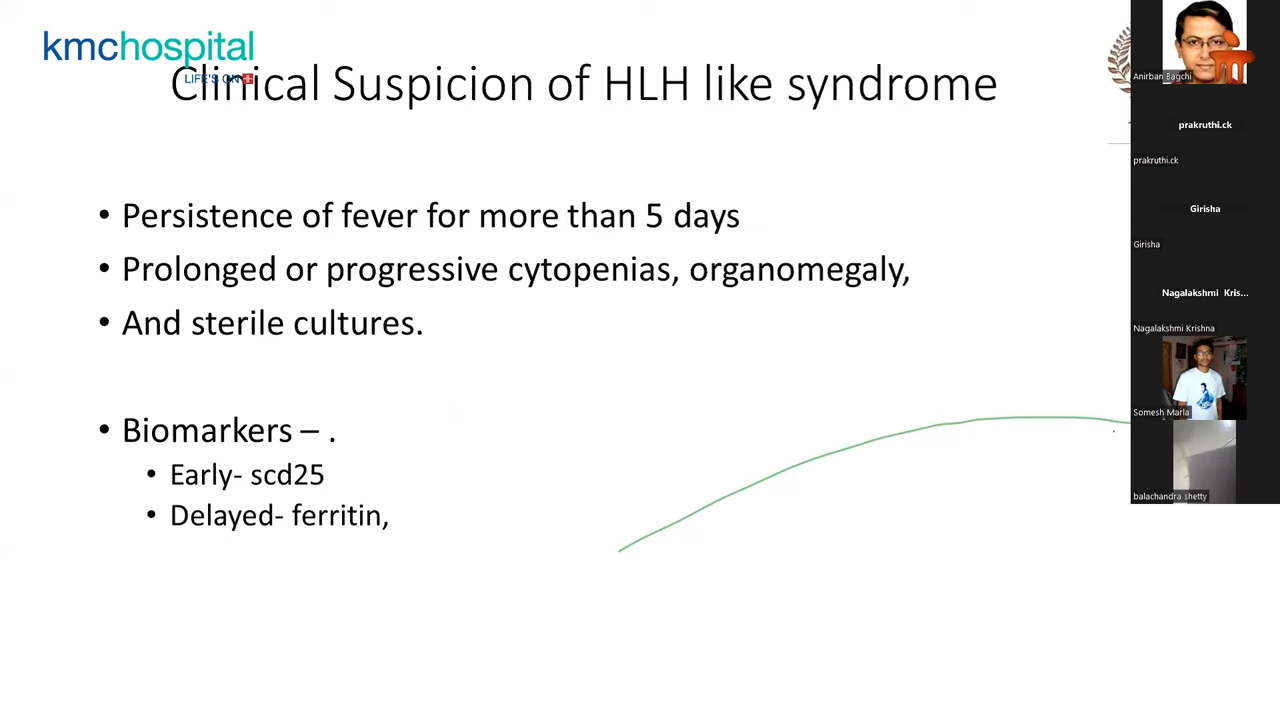 kmchospital
LIFE'S ON
Clinical Suspicion of HLH like syndrome
• Persistence of fever for more than 5 days
• Prolonged or progressive cytopenias, organomegaly,
• And sterile cultures.
• Biomarkers – .
• Early- scd25
• Delayed- ferritin,
Anirban Bagchi
prakruthi.ck
prakruthi.ck
Girisha
Girisha
Nagalakshmi Kris...
Nagalakshmi Krishna
Somesh Marla
balachandra shetty